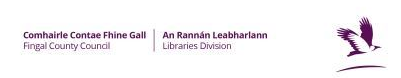 Comhairle Contae Fhine Gall
Fingal County Council
An Rannán Leabharlann
Libraries Division